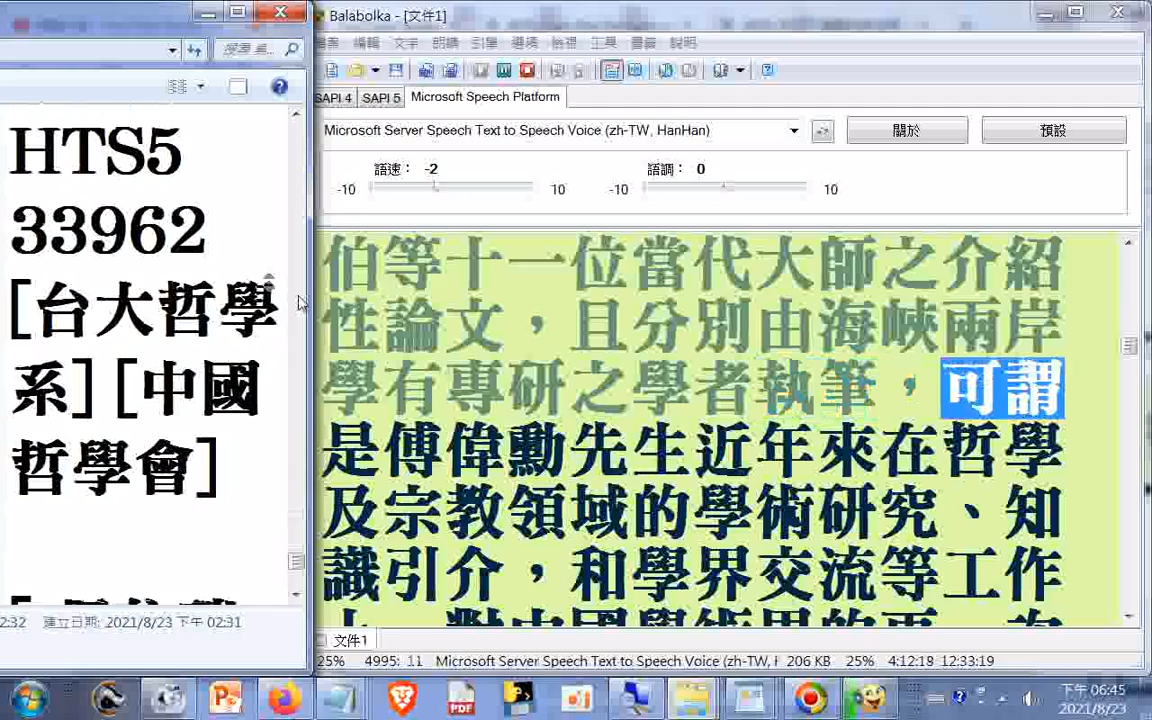 Balabolka - [文件1]
檔案 編輯 文字 朗讀 引擎 選項 檢視 工具 書籤 說明
SAPI 4 SAPI 5 Microsoft Speech Platform
Microsoft Server Speech Text to Speech Voice (zh-TW, HanHan)
關於
預設
語速： -2
語調： 0
-10 10 -10 10
HTS5
33962
[台大哲學
系] [中國
哲學會]
2:32 建立日期: 2021/8/23 下午 02:31
伯等十一位當代大師之介紹
性論文，且分別由海峽兩岸
學有專研之學者執筆，可謂
是傅偉勳先生近年來在哲學
及宗教領域的學術研究、知
識引介，和學界交流等工作
文件1
25% 4995: 11 Microsoft Server Speech Text to Speech Voice (zh-TW, H 206 KB 25% 4:12:18 12:33:19
下午 06:45
2021/8/23